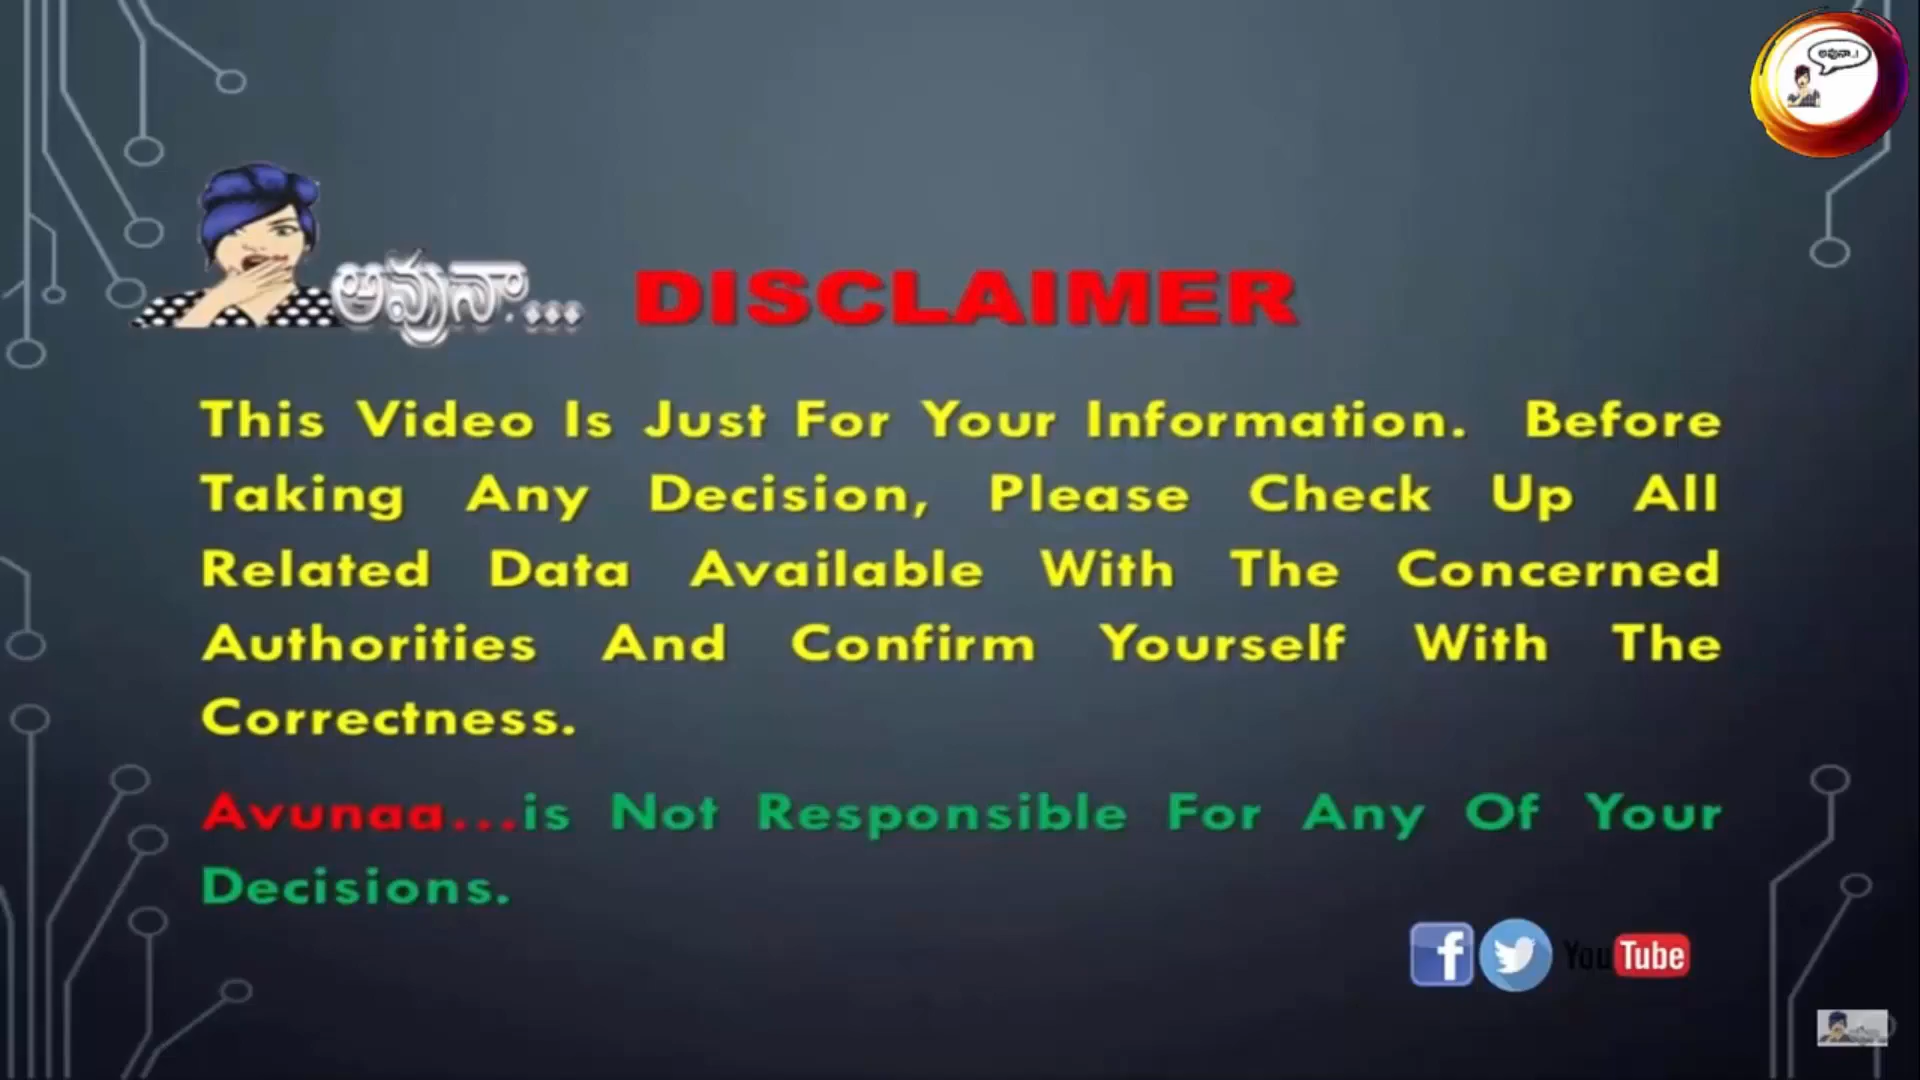 అవునా..!
అవునా... DISCLAIMER
This Video Is Just For Your Information. Before
Taking Any Decision, Please Check Up All
Related Data Available With The Concerned
Authorities And Confirm Yourself With The
Correctness.
Avunaa...is Not Responsible For Any Of Your
Decisions.
f YouTube